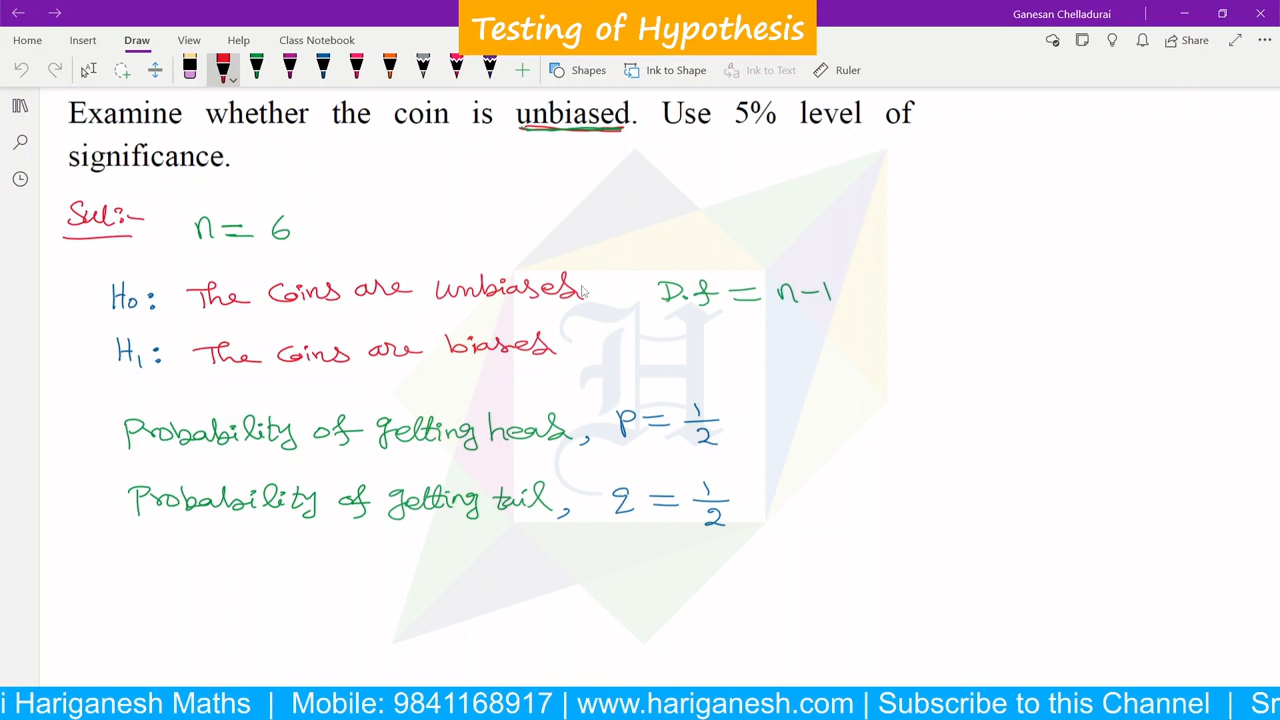 Testing of Hypothesis
Ganesan Chelladurai
Home Insert Draw View Help Class Notebook
Share
Shapes Ink to Shape Ink to Text Ruler
Examine whether the coin is unbiased. Use 5% level of
significance.
Sol:-
n = 6
H0: The Coins are unbiased D.f = n-1
H1: The Coins are biased
Probability of getting head, p = 1/2
Probability of getting tail, q = 1/2
i Hariganesh Maths | Mobile: 9841168917 | www.hariganesh.com | Subscribe to this Channel | Sr